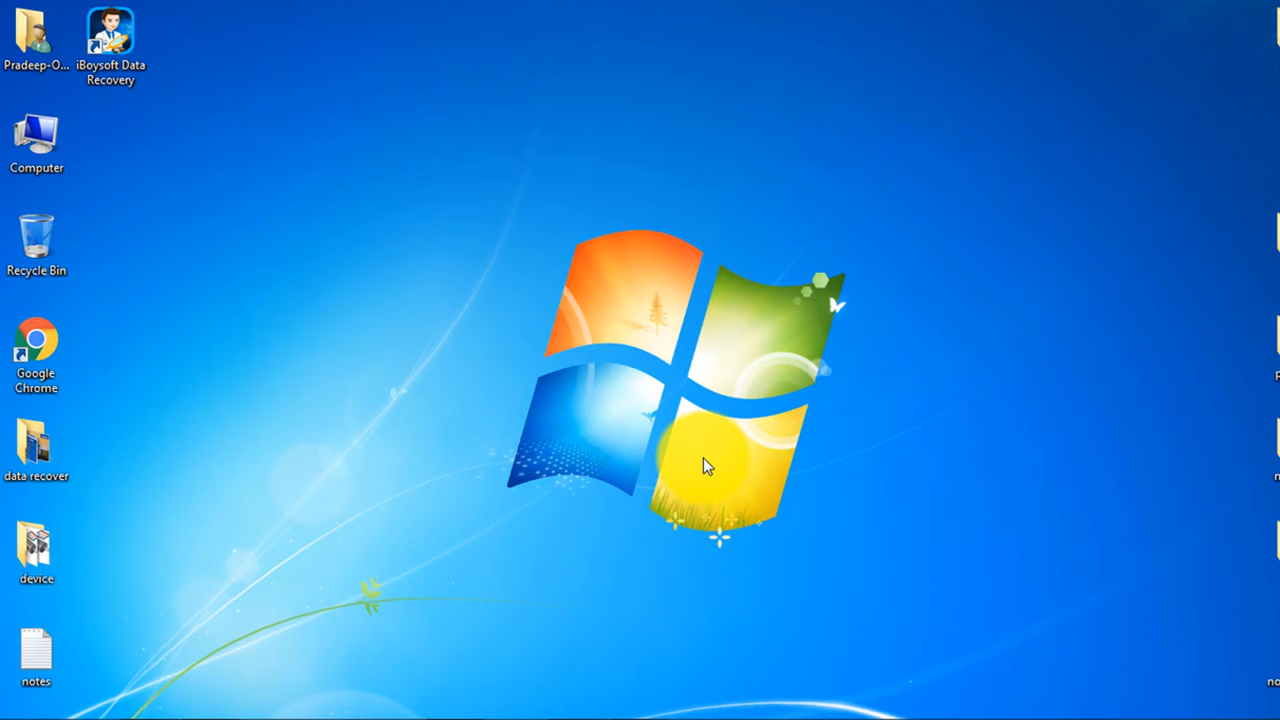 Pradeep-O...
iBoysoft Data
Recovery
Computer
Recycle Bin
Google
Chrome
data recover
device
notes